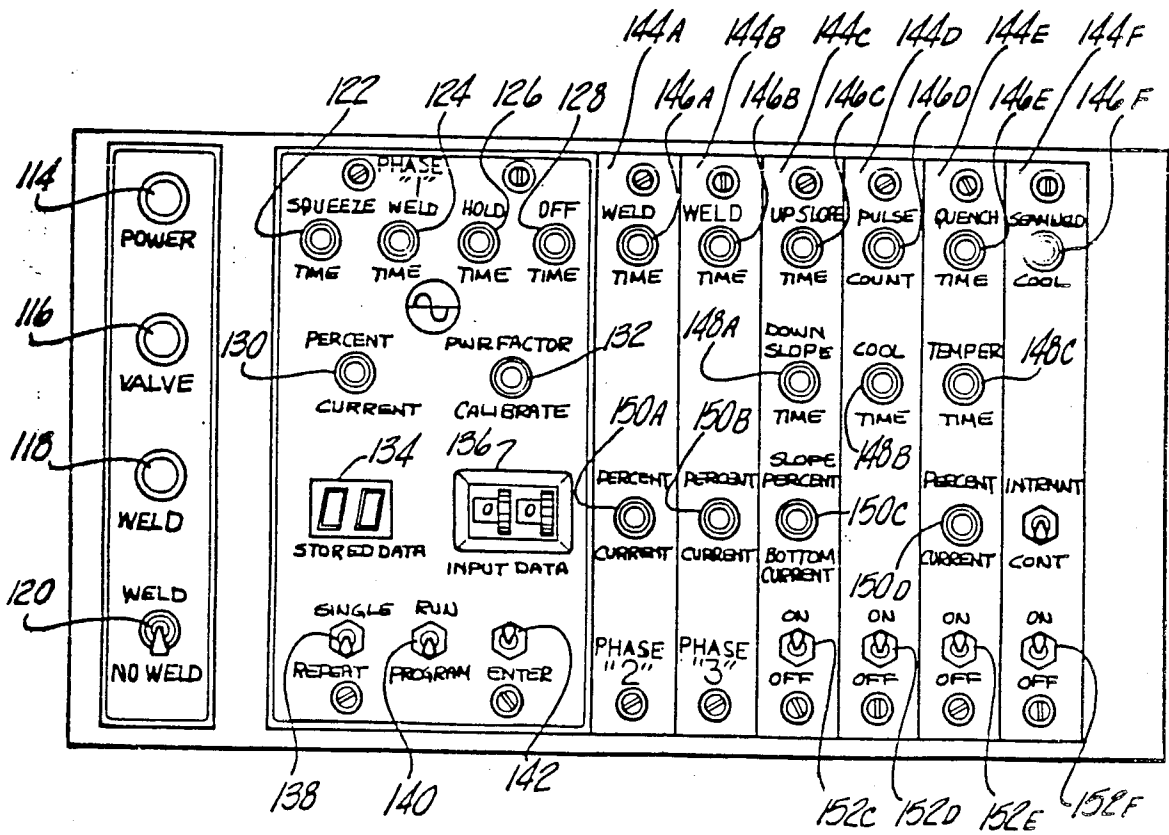 144A 144B 144C 144D 144E 144F
122 124 126 128 146A 146B 146C 146D 146E 146F
114
POWER
116
VALVE
118
WELD
120
WELD
NO WELD
PHASE
"1"
SQUEEZE WELD HOLD OFF
TIME TIME TIME TIME
130
PERCENT
CURRENT
PWR FACTOR
CALIBRATE
132
134
00
STORED DATA
136
0 0
INPUT DATA
SINGLE
REPEAT
RUN
PROGRAM
ENTER
138
140
142
WELD
TIME
150A
PERCENT
CURRENT
PHASE
"2"
WELD
TIME
150B
PERCENT
CURRENT
PHASE
"3"
UP SLOPE
TIME
148A
DOWN
SLOPE
TIME
SLOPE
PERCENT
150C
BOTTOM
CURRENT
ON
OFF
152C
PULSE
COUNT
COOL
TIME
148B
ON
OFF
152D
QUENCH
TIME
TEMPER
TIME
148C
PERCENT
CURRENT
150D
ON
OFF
152E
SEAM WELD
COOL
INTRMNT
CONT
ON
OFF
152F